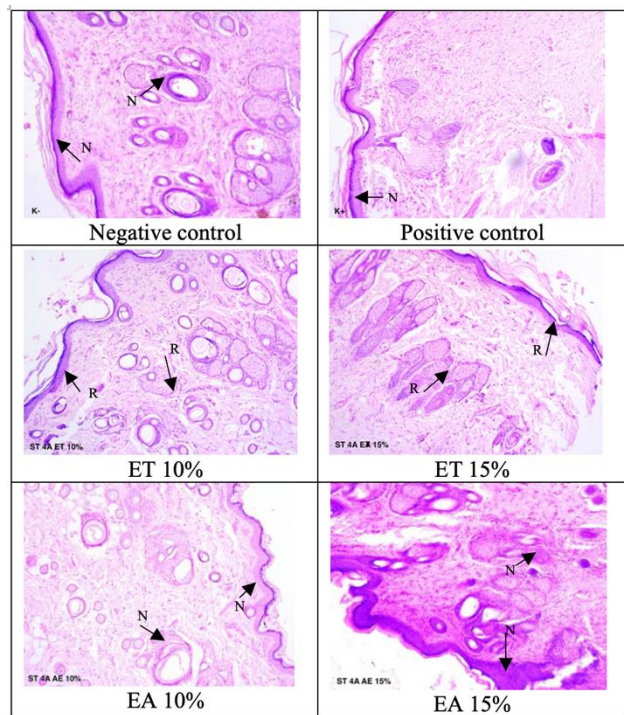 N
N
K-
Negative control
N
K+
Positive control
R
R
ST 4A ET 10%
ET 10%
R
R
ET 15%
N
N
ST 4A AE 10%
EA 10%
N
N
ST 4A AE 15%
EA 15%